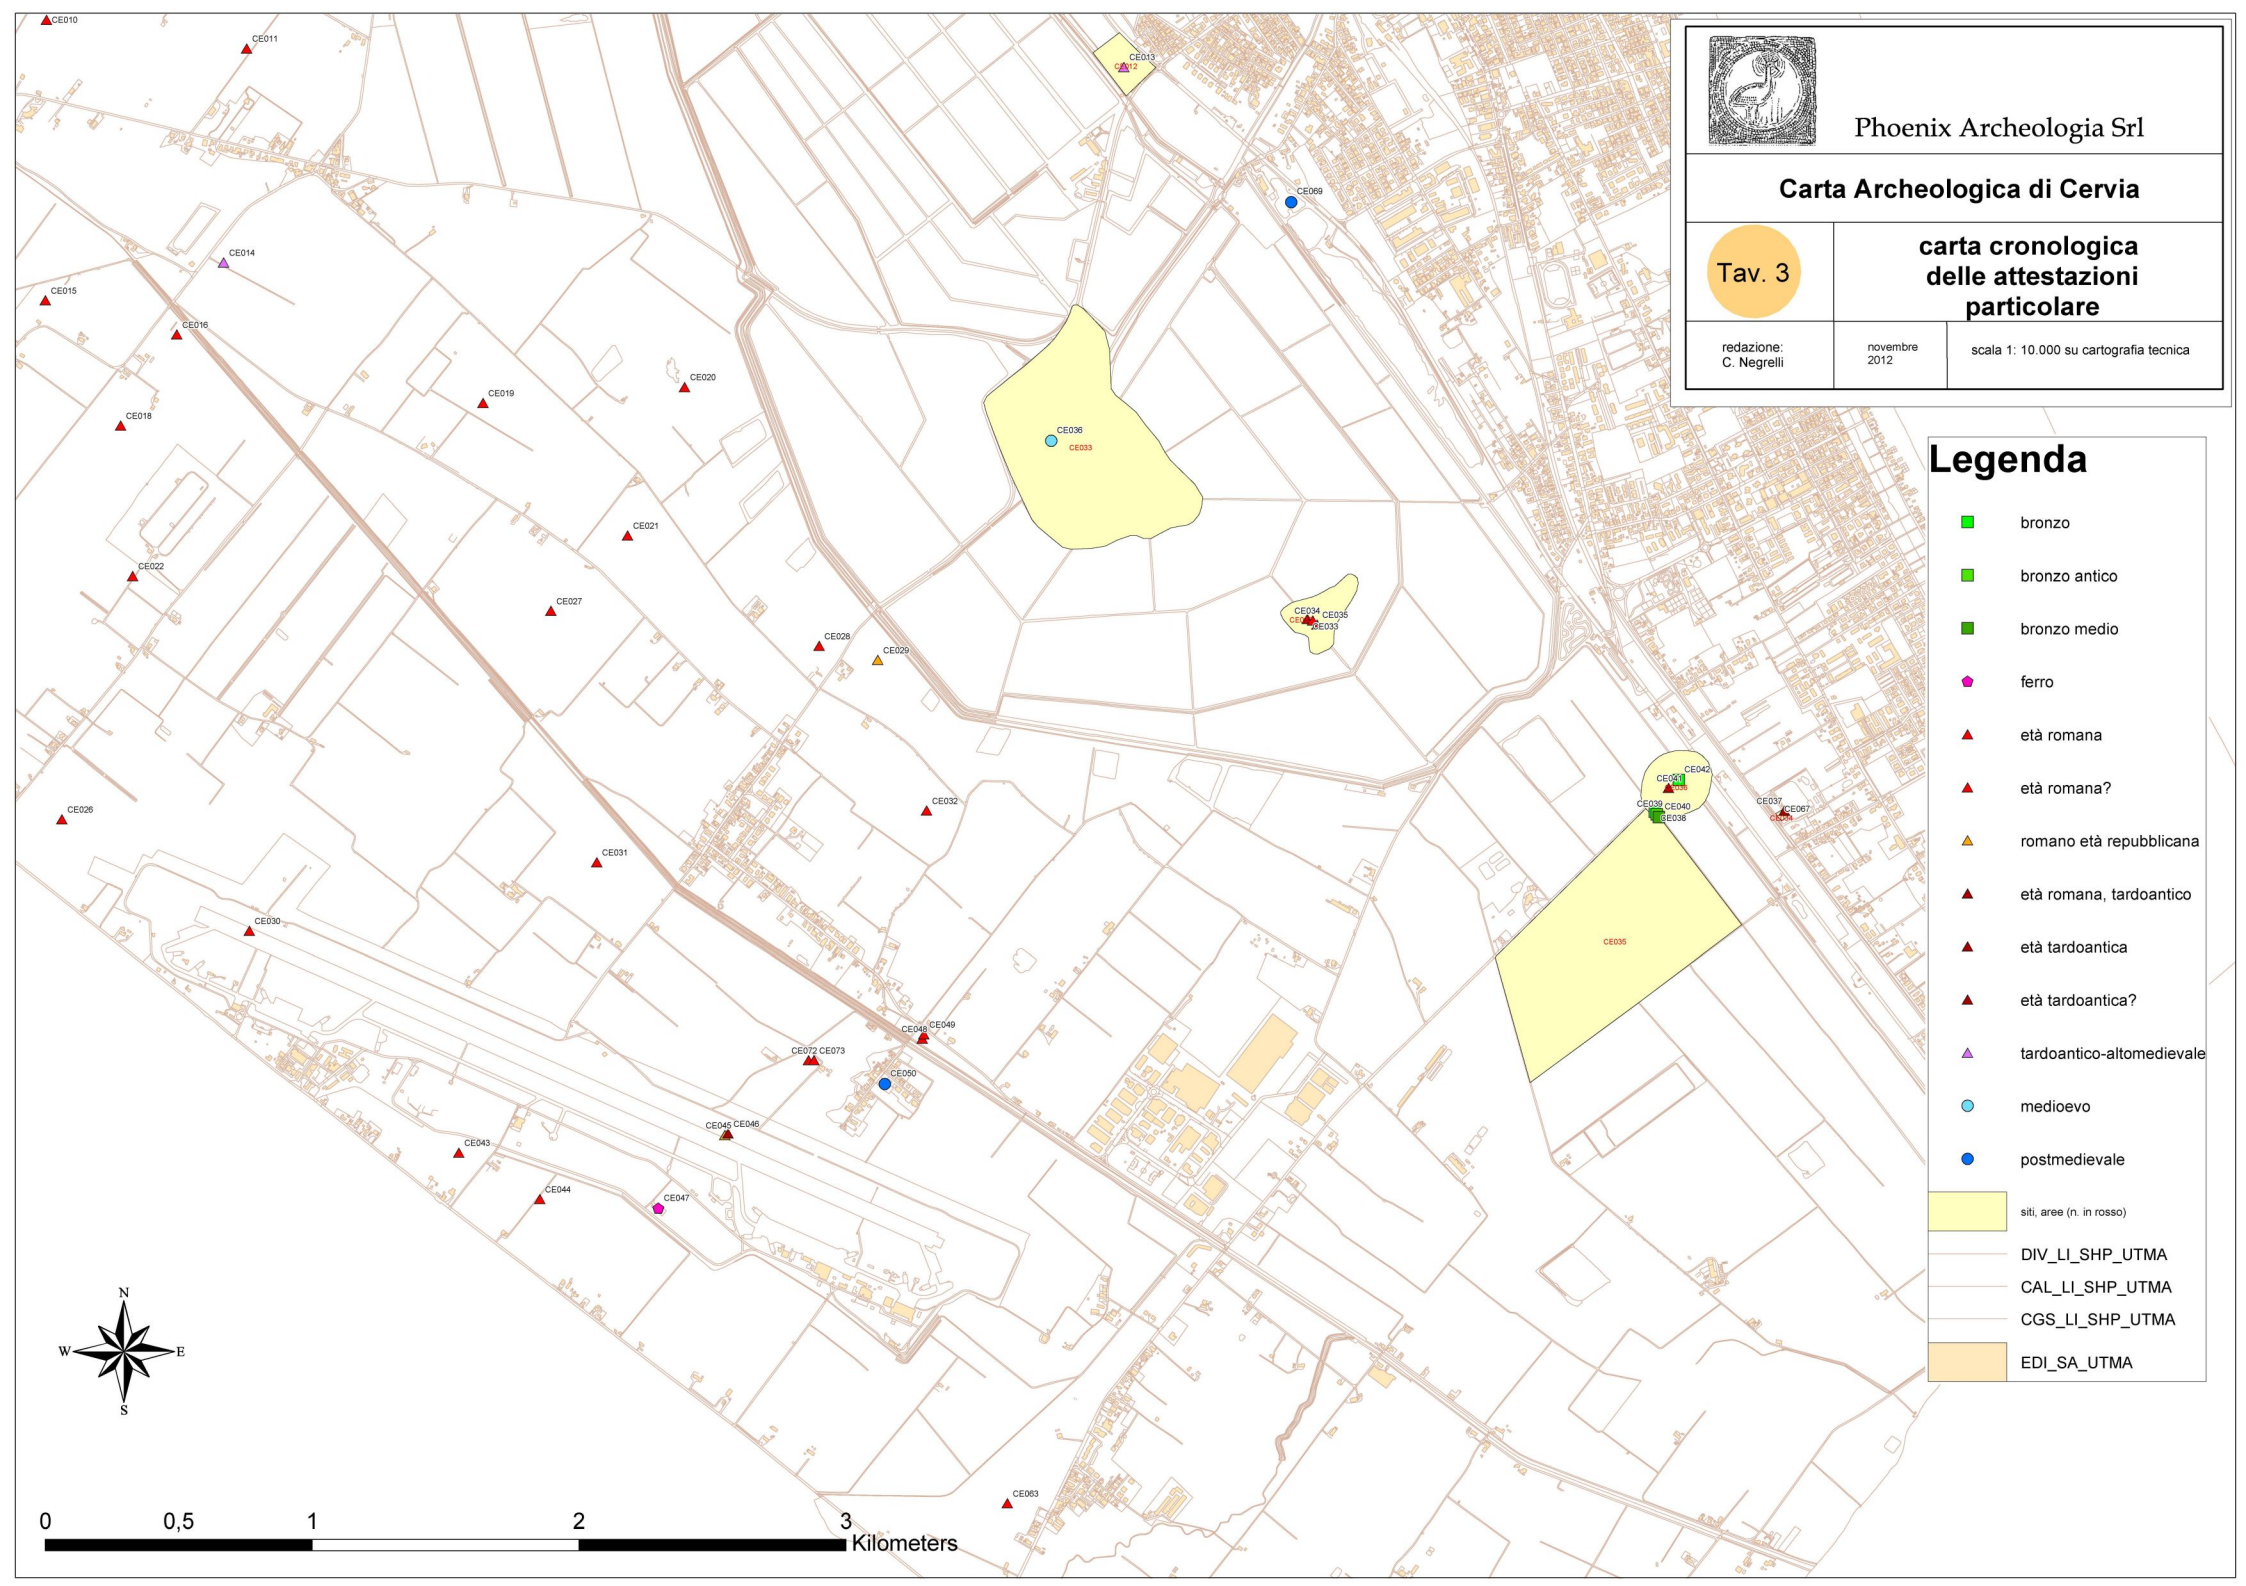 Phoenix Archeologia Srl
Carta Archeologica di Cervia
Tav. 3
carta cronologica
delle attestazioni
particolare
redazione:
C. Negrelli
novembre
2012
scala 1: 10.000 su cartografia tecnica
Legenda
bronzo
bronzo antico
bronzo medio
ferro
età romana
età romana?
romano età repubblicana
età romana, tardoantico
età tardoantica
età tardoantica?
tardoantico-altomedievale
medioevo
postmedievale
siti, aree (n. in rosso)
DIV_LI_SHP_UTMA
CAL_LI_SHP_UTMA
CGS_LI_SHP_UTMA
EDI_SA_UTMA
CE010
CE011
CE013
CE012
CE069
CE014
CE015
CE016
CE020
CE019
CE018
CE036
CE033
CE021
CE022
CE027
CE034
CE035
CE033
CE028
CE029
CE042
CE041
CE039
CE040
CE038
CE037
CE067
CE034
CE032
CE026
CE031
CE030
CE035
CE049
CE048
CE072
CE073
CE050
CE045
CE046
CE043
CE044
CE047
CE063
N
W
E
S
0
0,5
1
2
3
Kilometers